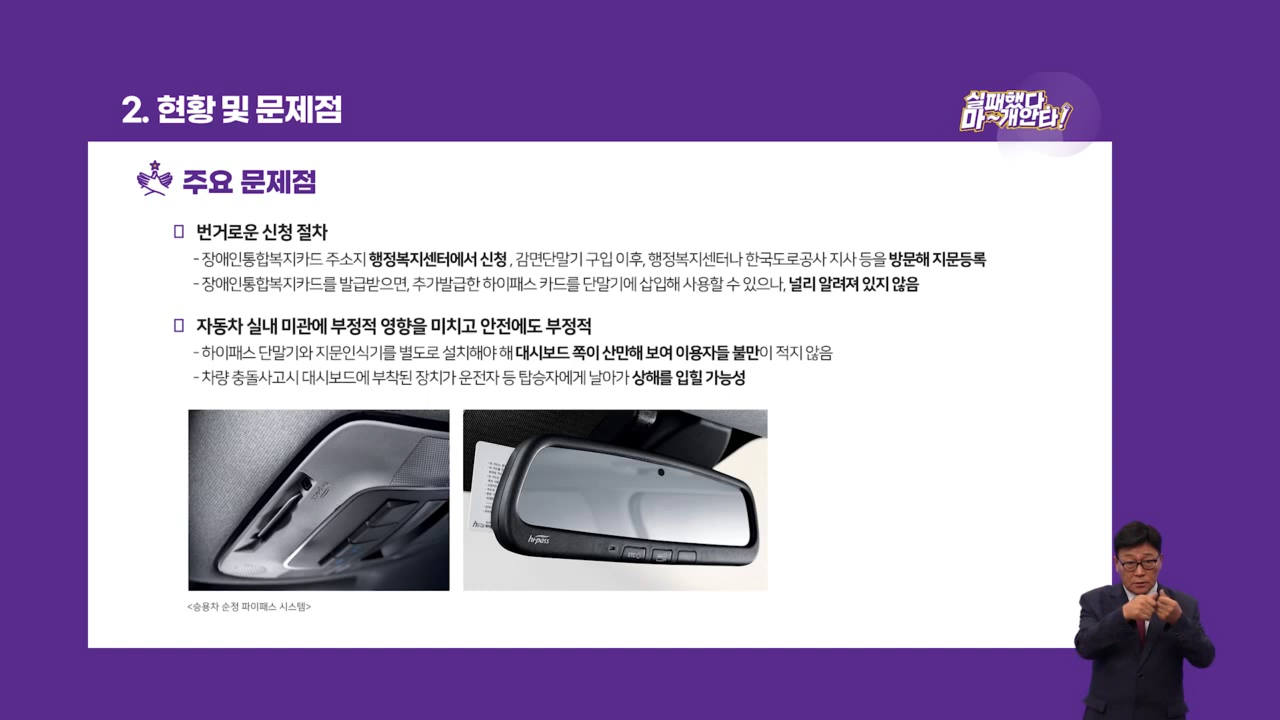 2. 현황 및 문제점
실패했다
마~개안타!
주요 문제점
번거로운 신청 절차
- 장애인통합복지카드 주소지 행정복지센터에서 신청 , 감면단말기 구입 이후, 행정복지센터나 한국도로공사 지사 등을 방문해 지문등록
- 장애인통합복지카드를 발급받으면, 추가발급한 하이패스 카드를 단말기에 삽입해 사용할 수 있으나, 널리 알려져 있지 않음
자동차 실내 미관에 부정적 영향을 미치고 안전에도 부정적
- 하이패스 단말기와 지문인식기를 별도로 설치해야 해 대시보드 쪽이 산만해 보여 이용자들 불만이 적지 않음
- 차량 충돌사고시 대시보드에 부착된 장치가 운전자 등 탑승자에게 날아가 상해를 입힐 가능성
hi-pass
<승용차 순정 파이패스 시스템>